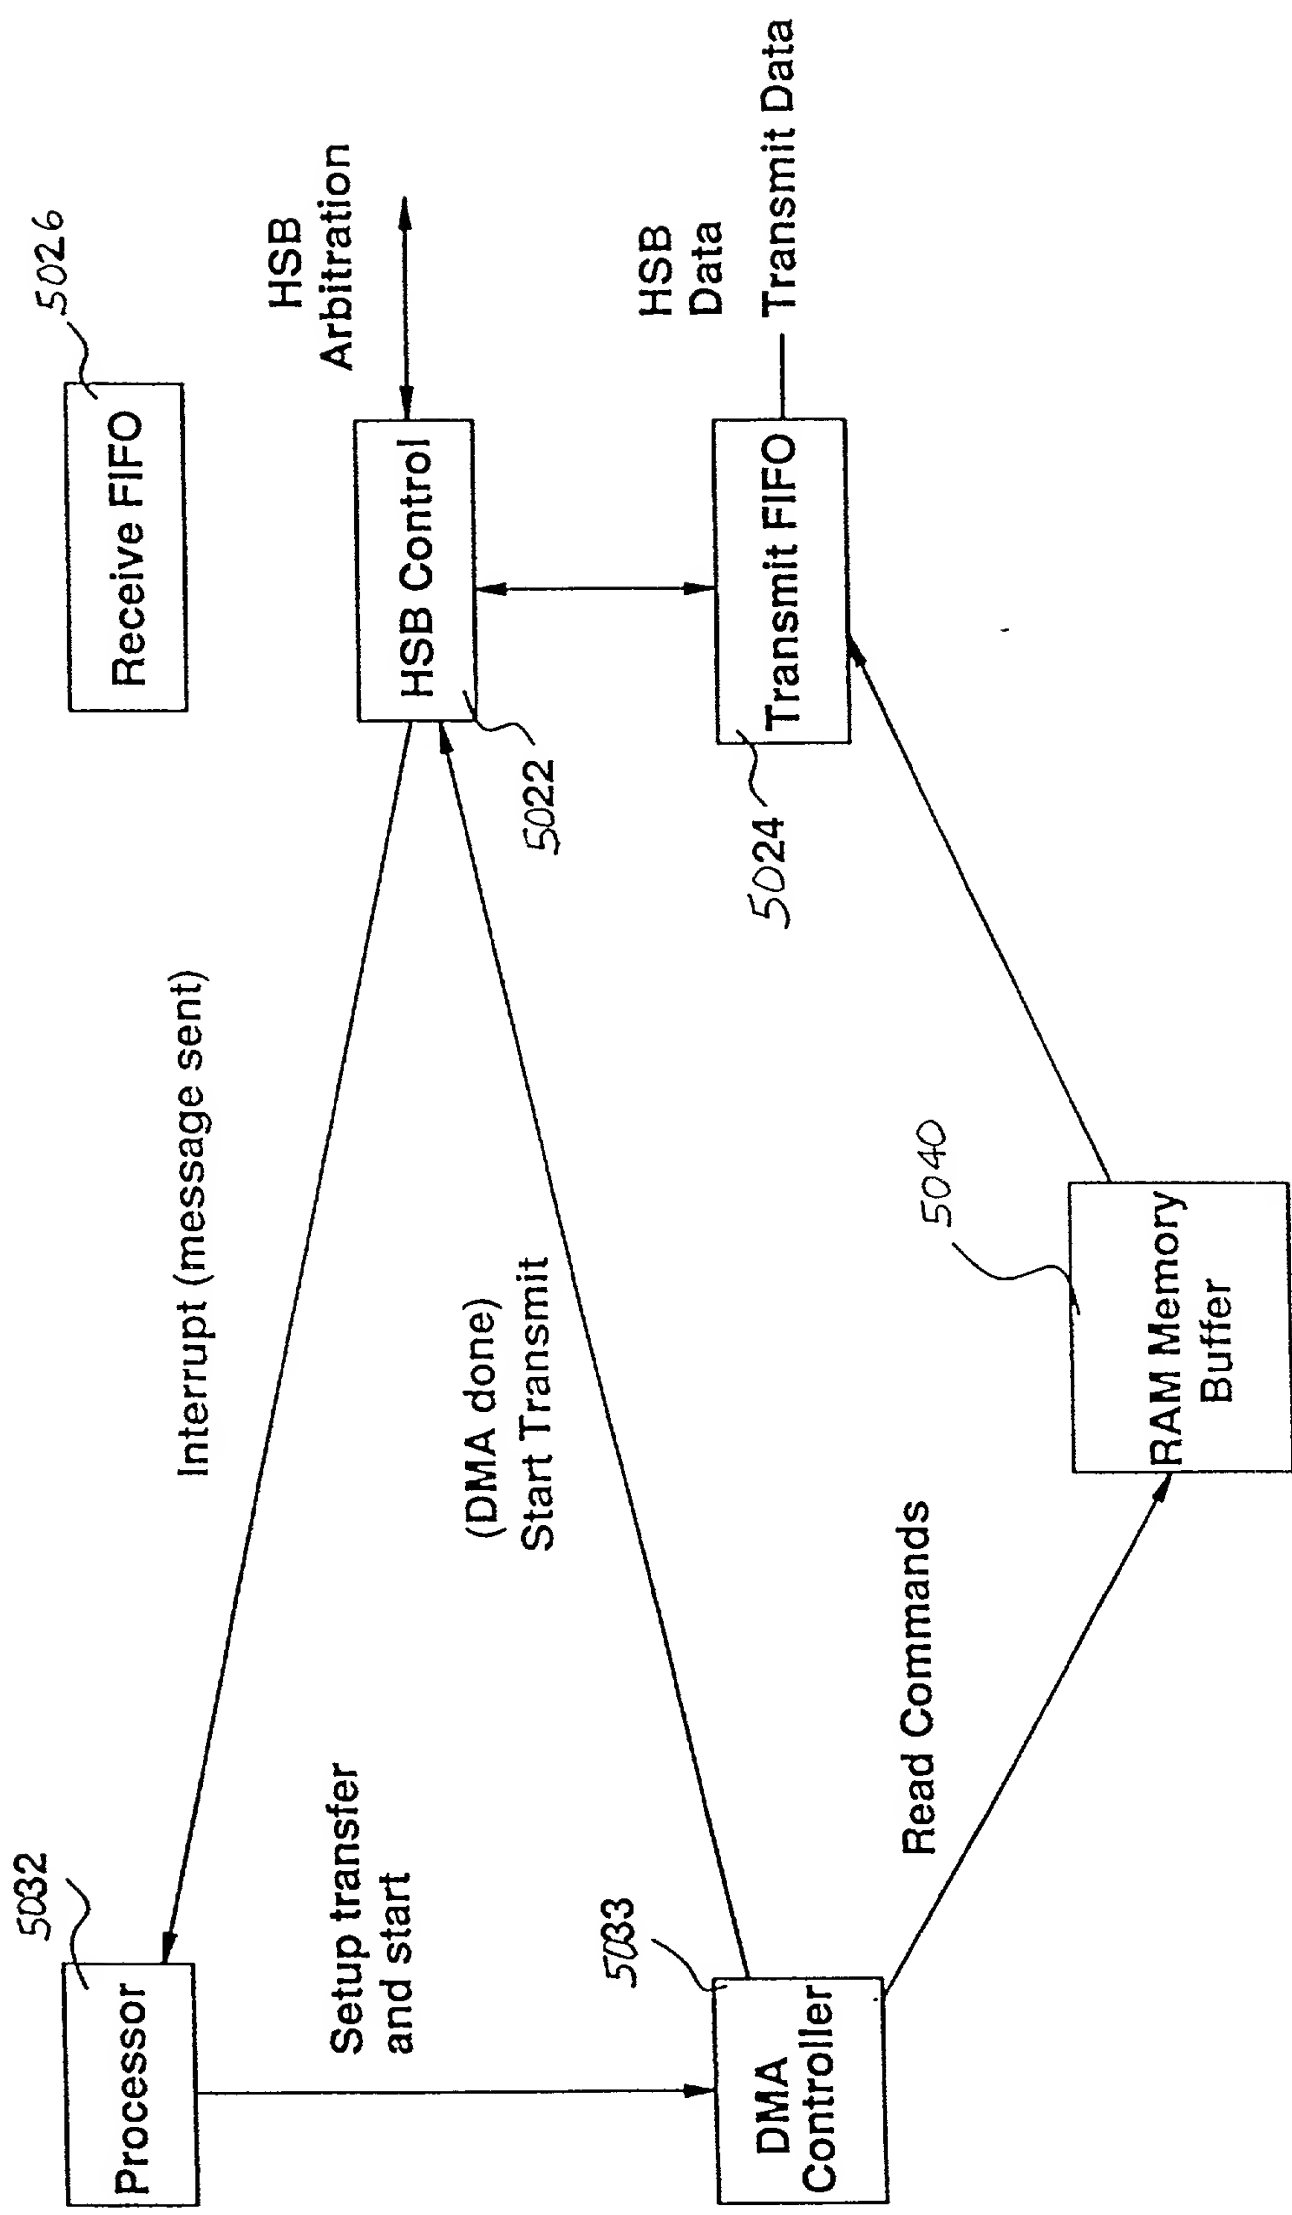 5032
Processor
Interrupt (message sent)
5026
Receive FIFO
Setup transfer
and start
HSB
Arbitration
HSB Control
5022
(DMA done)
Start Transmit
5033
DMA
Controller
HSB
Data
Transmit Data
Transmit FIFO
5024
Read Commands
5040
RAM Memory
Buffer